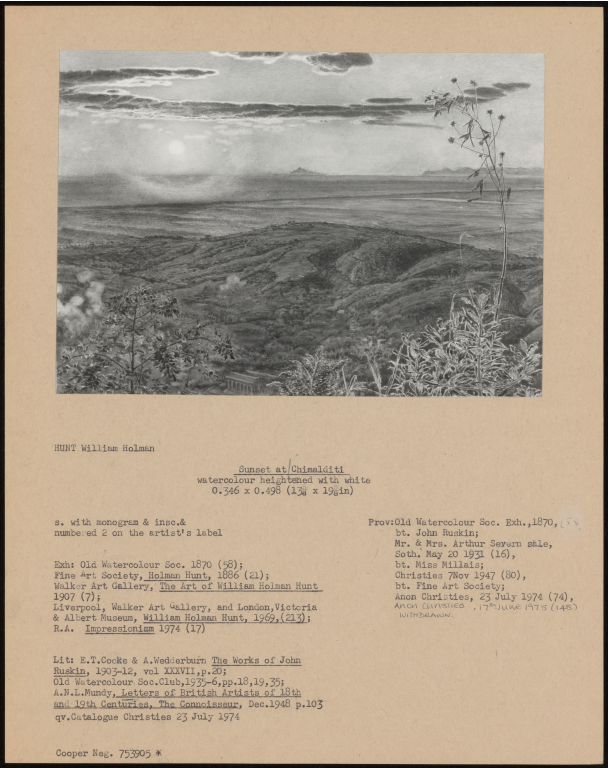 HUNT William Holman
Sunset at Chimalditi
watercolour heightened with white
0.346 x 0.498 (13⅝ x 19⅝in)
s. with monogram & insc.&
numbered 2 on the artist's label
Exh: Old Watercolour Soc. 1870 (58);
Fine Art Society, Holman Hunt, 1886 (21);
Walker Art Gallery, The Art of William Holman Hunt
1907 (7);
Liverpool, Walker Art Gallery, and London,Victoria
& Albert Museum, William Holman Hunt, 1969,(213);
R.A. Impressionism 1974 (17)
Lit: E.T.Cooke & A.Wedderburn The Works of John
Ruskin, 1903-12, vol XXXVII,p.20;
Old Watercolour Soc.Club,1935-6,pp.18,19,35;
A.N.L.Mundy, Letters of British Artists of 18th
and 19th Centuries, The Connoisseur, Dec.1948 p.103
qv.Catalogue Christies 23 July 1974
Cooper Neg. 753905 *
Prov:Old Watercolour Soc. Exh.,1870,
bt. John Ruskin;
Mr. & Mrs. Arthur Severn sale,
Soth. May 20 1931 (16),
bt. Miss Millais;
Christies 7Nov 1947 (80),
bt. Fine Art Society;
Anon Christies, 23 July 1974 (74),
ANON CHRISTIES, 17th JUNE 1975 (145)
WITHDRAWN.